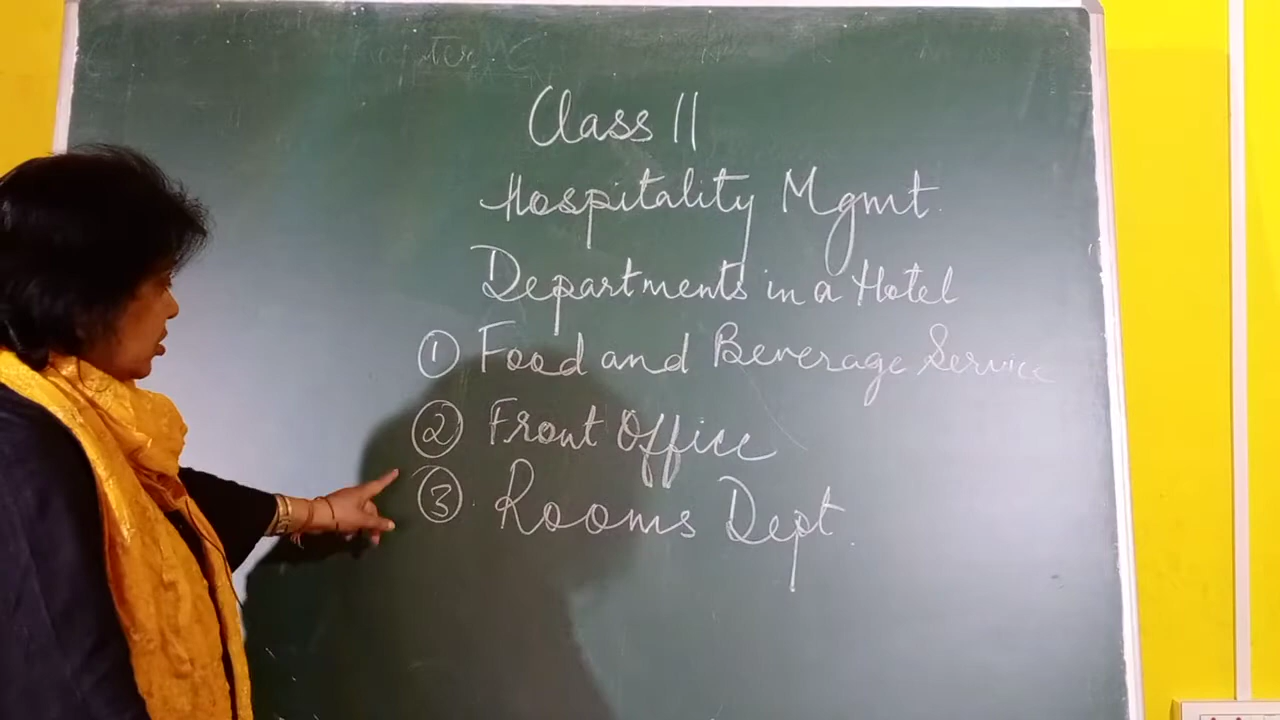 Class 11
Hospitality Mgmt.
Departments in a Hotel
① Food and Beverage Service
② Front Office
③. Rooms Dept.